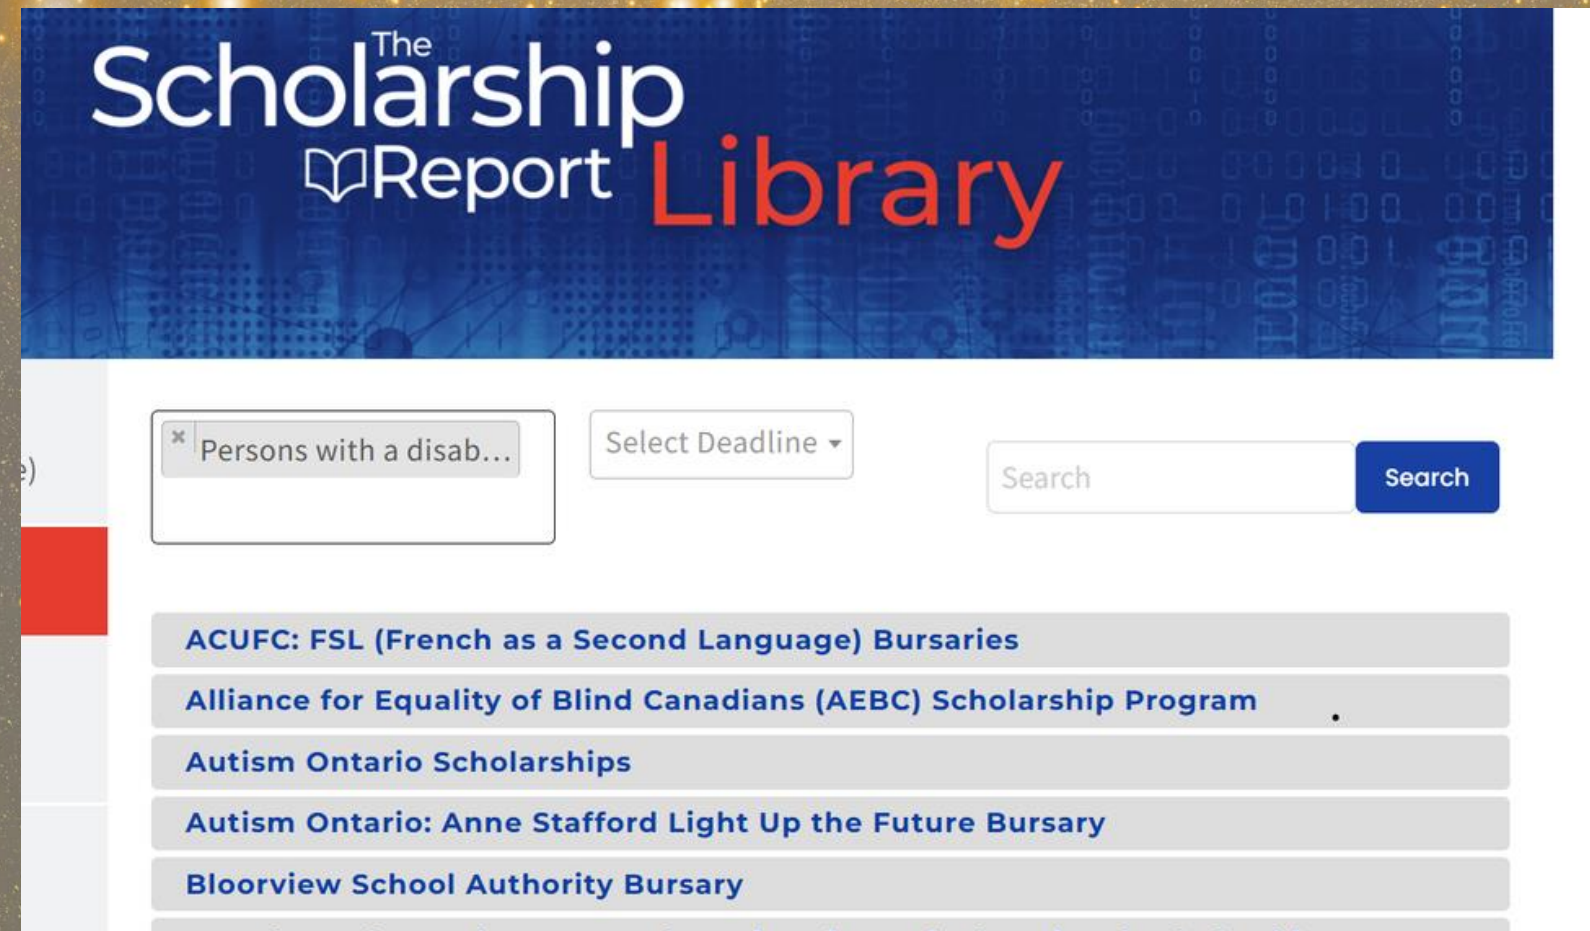 The
Scholarship
Report Library
e)
× Persons with a disab...
Select Deadline
Search
Search
ACUFC: FSL (French as a Second Language) Bursaries
Alliance for Equality of Blind Canadians (AEBC) Scholarship Program
Autism Ontario Scholarships
Autism Ontario: Anne Stafford Light Up the Future Bursary
Bloorview School Authority Bursary